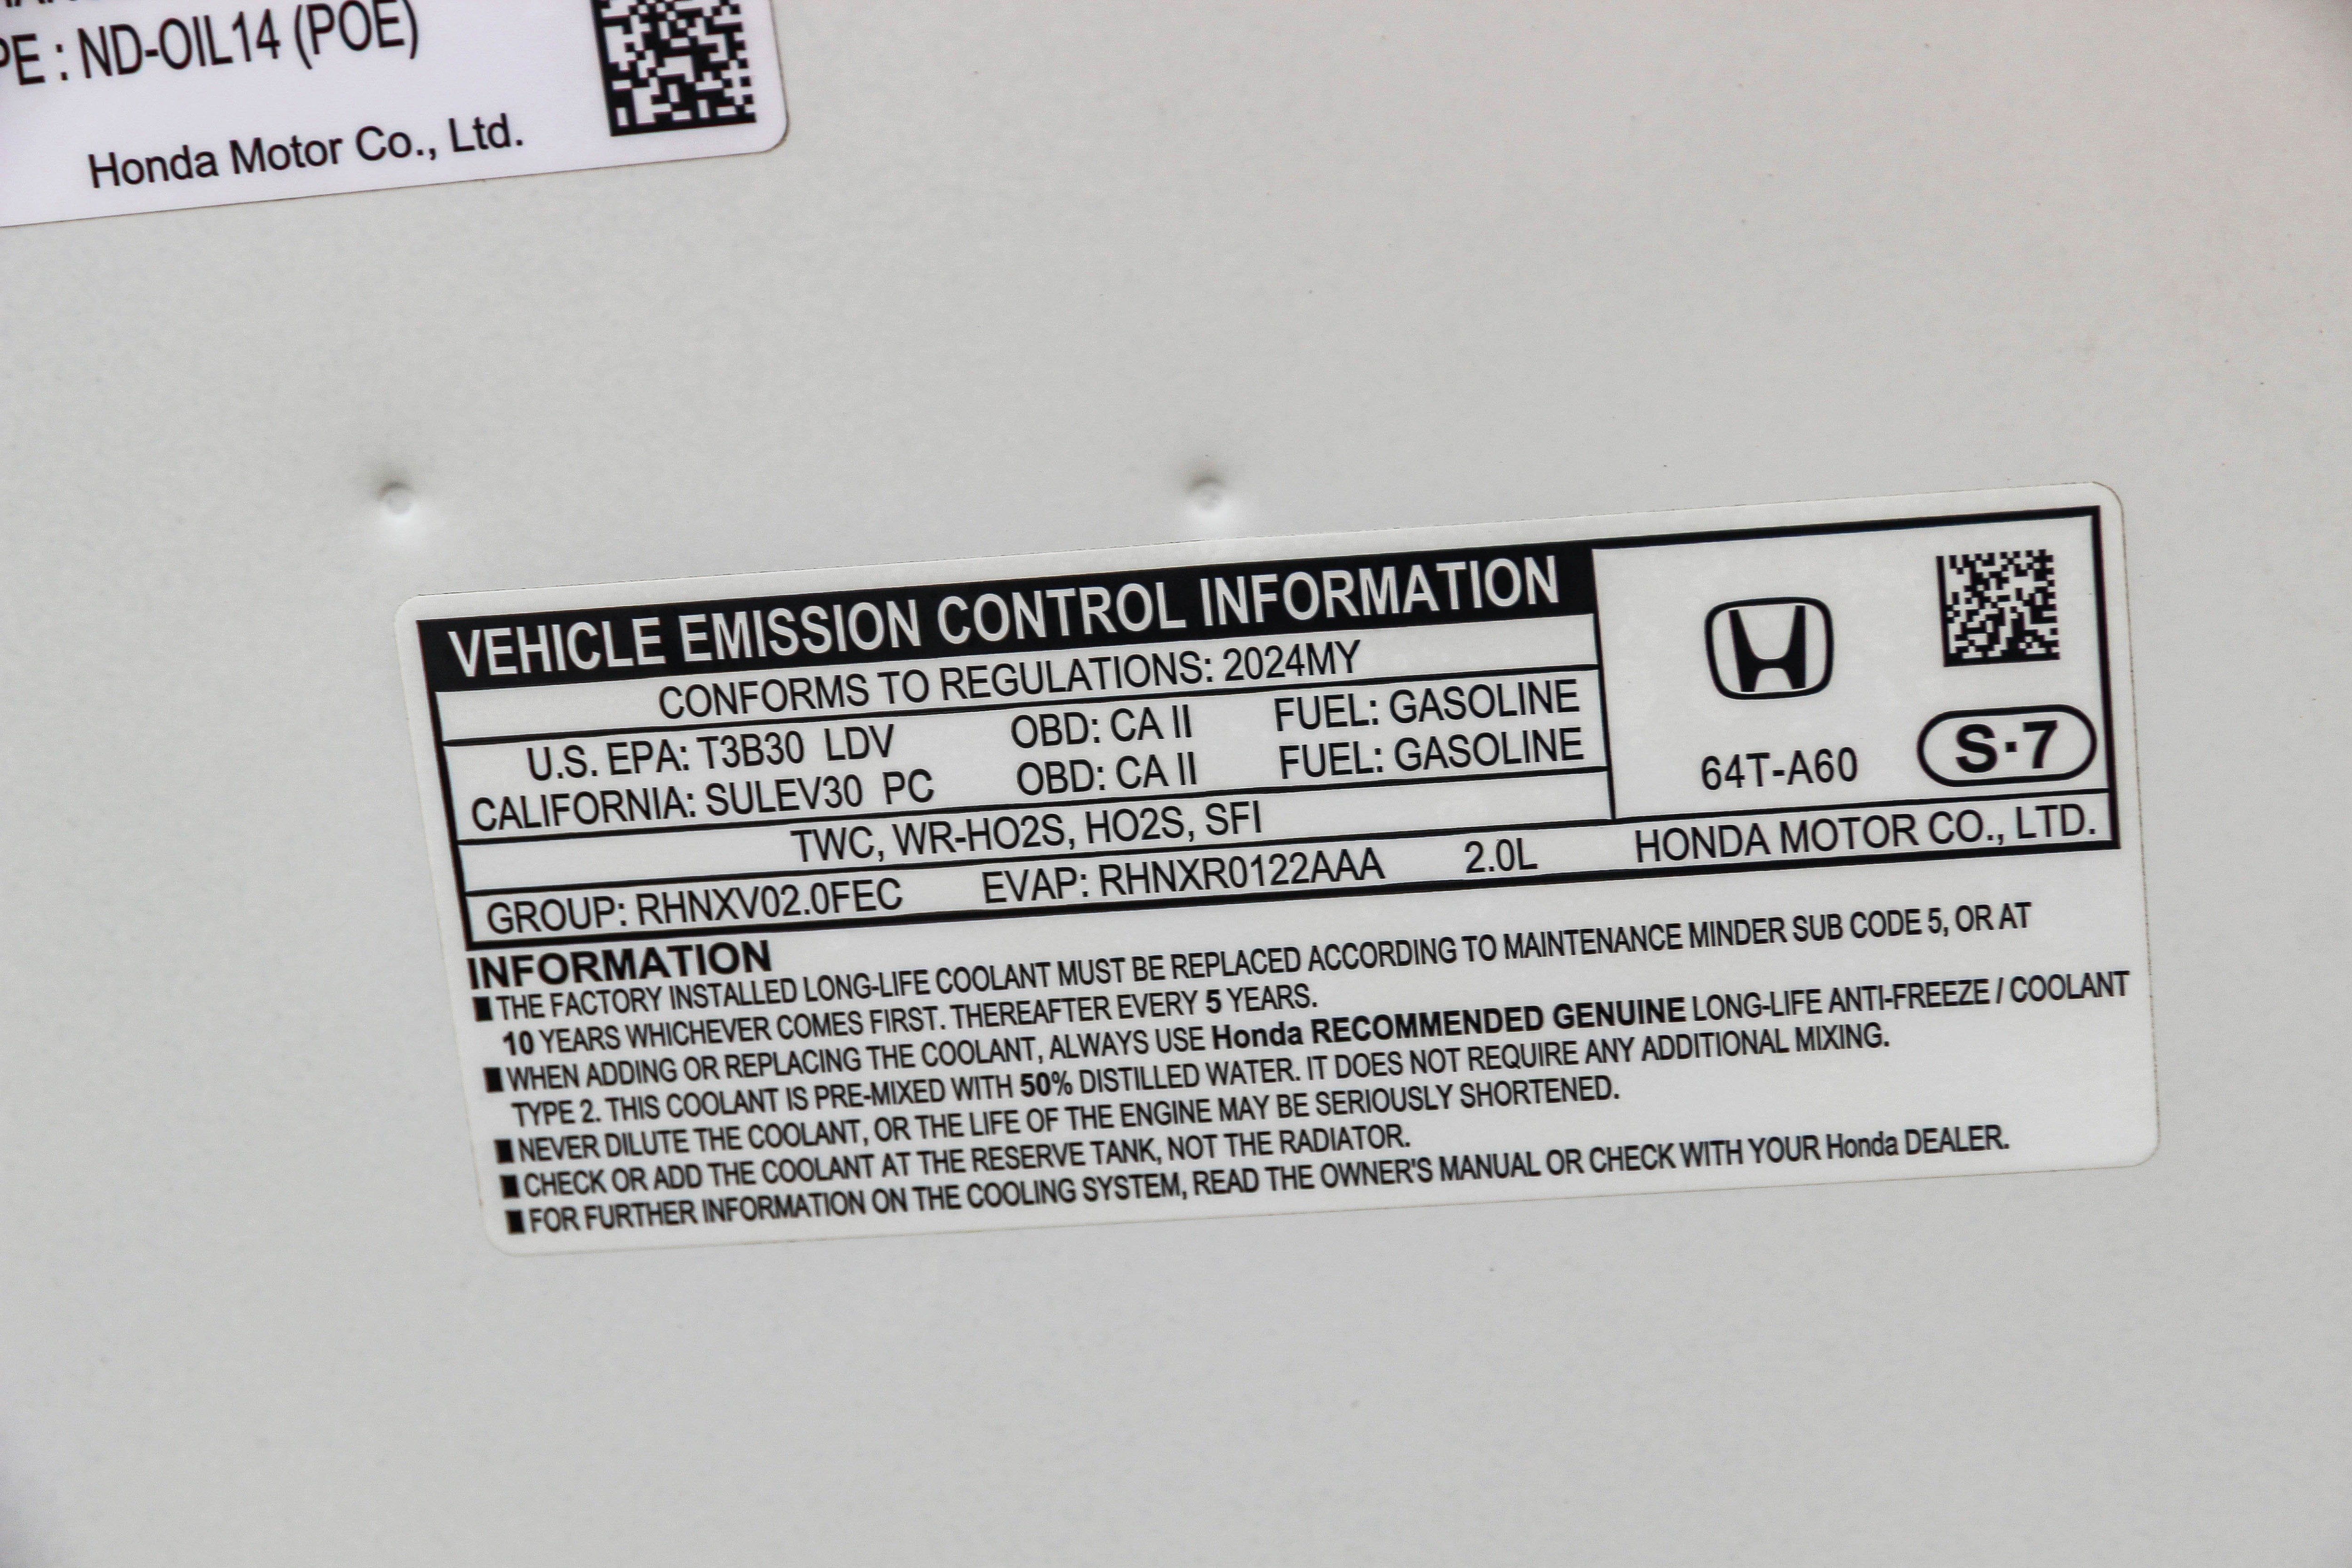 PE : ND-OIL14 (POE)
Honda Motor Co., Ltd.
VEHICLE EMISSION CONTROL INFORMATION
CONFORMS TO REGULATIONS: 2024MY
U.S. EPA: T3B30 LDV OBD: CA II FUEL: GASOLINE
CALIFORNIA: SULEV30 PC OBD: CA II FUEL: GASOLINE
64T-A60 S·7
TWC, WR-HO2S, HO2S, SFI
GROUP: RHNXV02.0FEC EVAP: RHNXR0122AAA 2.0L HONDA MOTOR CO., LTD.
INFORMATION
■ THE FACTORY INSTALLED LONG-LIFE COOLANT MUST BE REPLACED ACCORDING TO MAINTENANCE MINDER SUB CODE 5, OR AT
10 YEARS WHICHEVER COMES FIRST. THEREAFTER EVERY 5 YEARS.
■ WHEN ADDING OR REPLACING THE COOLANT, ALWAYS USE Honda RECOMMENDED GENUINE LONG-LIFE ANTI-FREEZE / COOLANT
TYPE 2. THIS COOLANT IS PRE-MIXED WITH 50% DISTILLED WATER. IT DOES NOT REQUIRE ANY ADDITIONAL MIXING.
■ NEVER DILUTE THE COOLANT, OR THE LIFE OF THE ENGINE MAY BE SERIOUSLY SHORTENED.
■ CHECK OR ADD THE COOLANT AT THE RESERVE TANK, NOT THE RADIATOR.
■ FOR FURTHER INFORMATION ON THE COOLING SYSTEM, READ THE OWNER'S MANUAL OR CHECK WITH YOUR Honda DEALER.